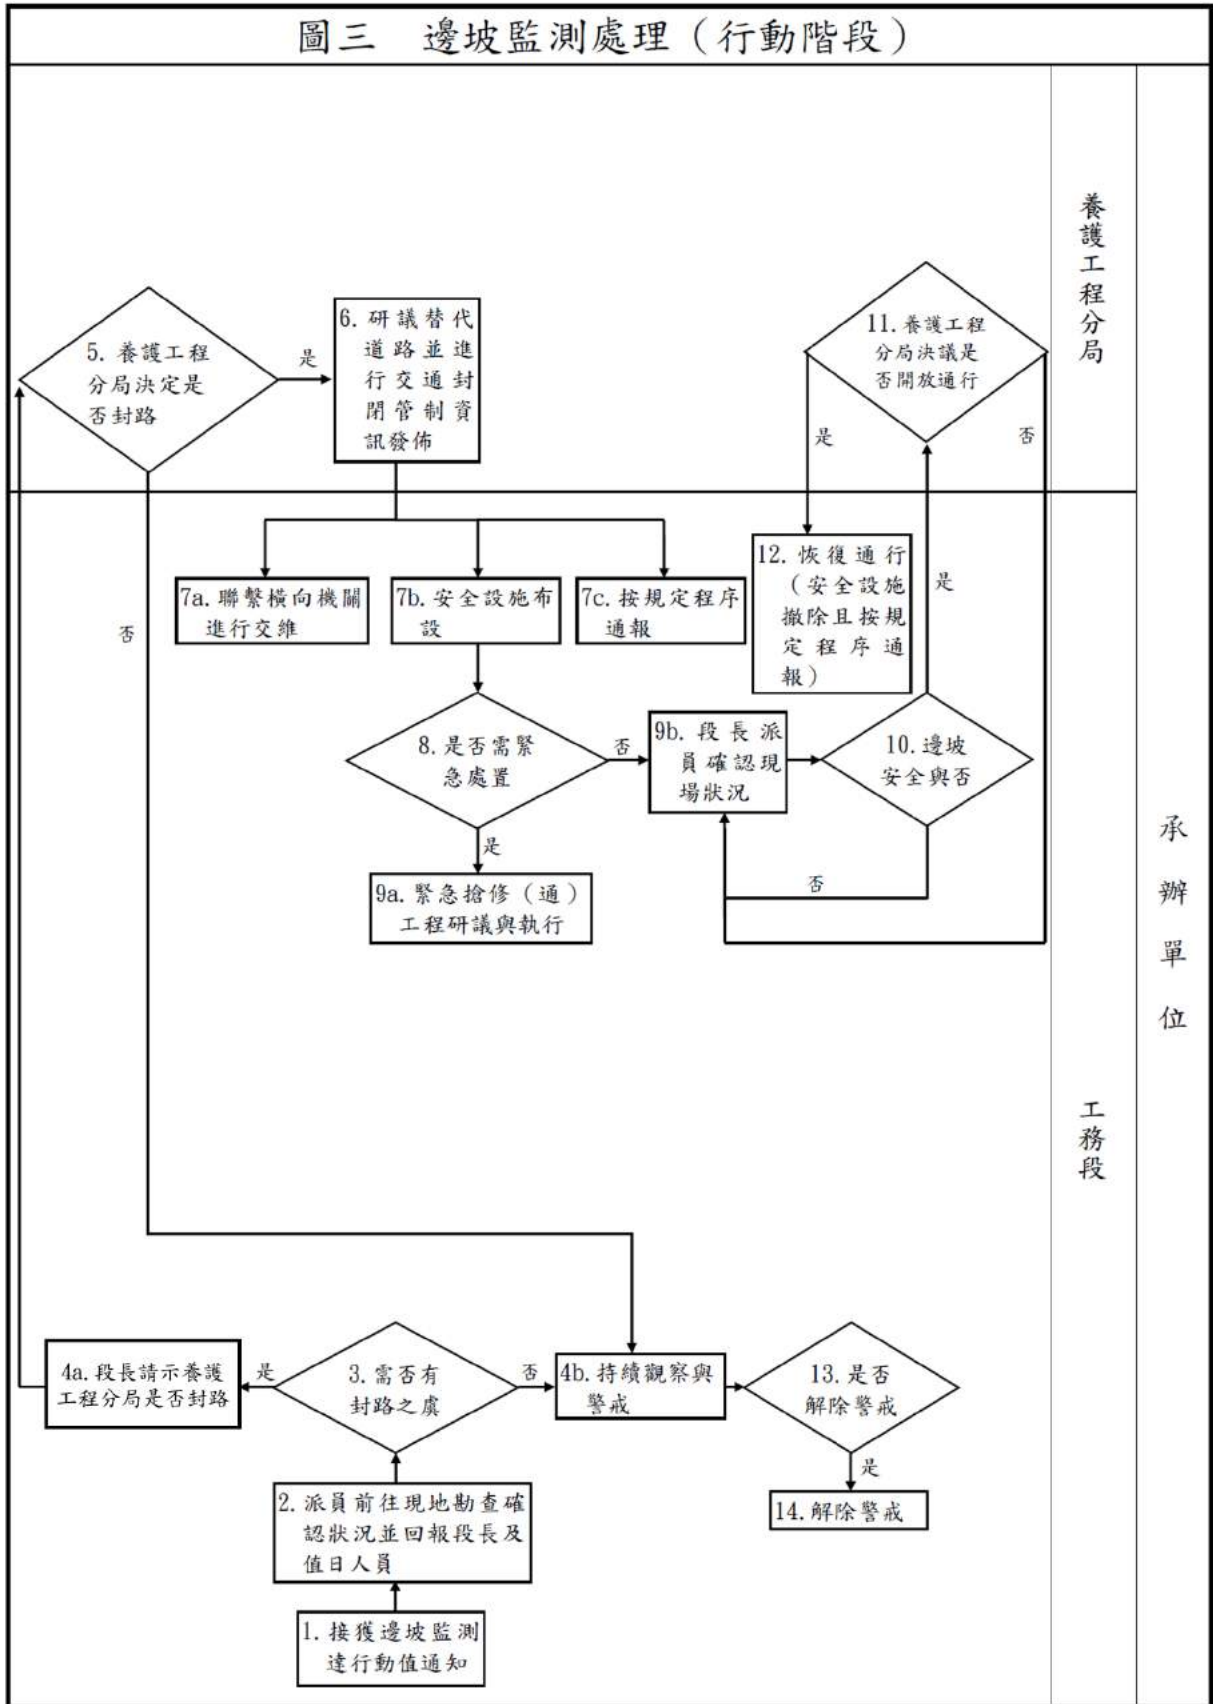 圖三　邊坡監測處理（行動階段）
養護工程分局
承辦單位
工務段
5. 養護工程
分局決定是
否封路
是
6. 研議替代
道路並進
行交通封
閉管制資
訊發佈
11. 養護工程
分局決議是
否開放通行
是
否
否
7a. 聯繫橫向機關
進行交維
7b. 安全設施布
設
7c. 按規定程序
通報
12. 恢復通行
（安全設施
撤除且按規
定程序通
報）
是
8. 是否需緊
急處置
否
9b. 段長派
員確認現
場狀況
10. 邊坡
安全與否
是
否
9a. 緊急搶修（通）
工程研議與執行
4a. 段長請示養護
工程分局是否封路
是
3. 需否有
封路之虞
否
4b. 持續觀察與
警戒
13. 是否
解除警戒
是
14. 解除警戒
2. 派員前往現地勘查確
認狀況並回報段長及
值日人員
1. 接獲邊坡監測
達行動值通知